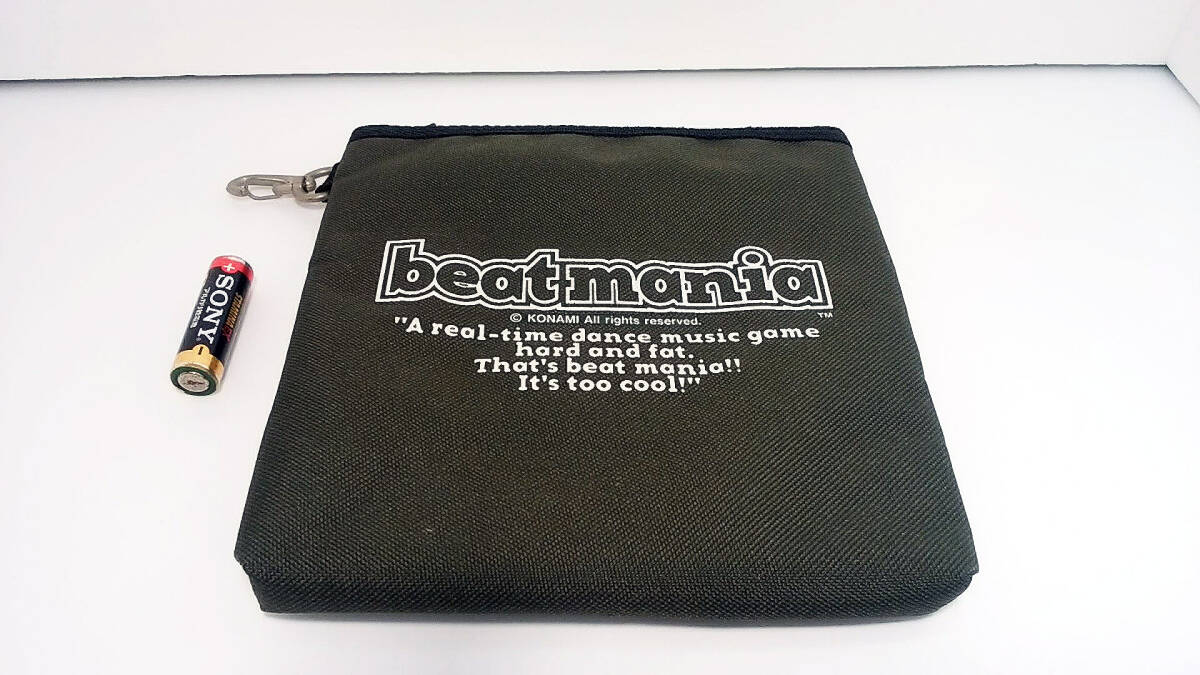 beatmania
TM
© KONAMI All rights reserved.
"A real-time dance music game
hard and fat.
That's beat mania!!
It's too cool!"
+
SONY